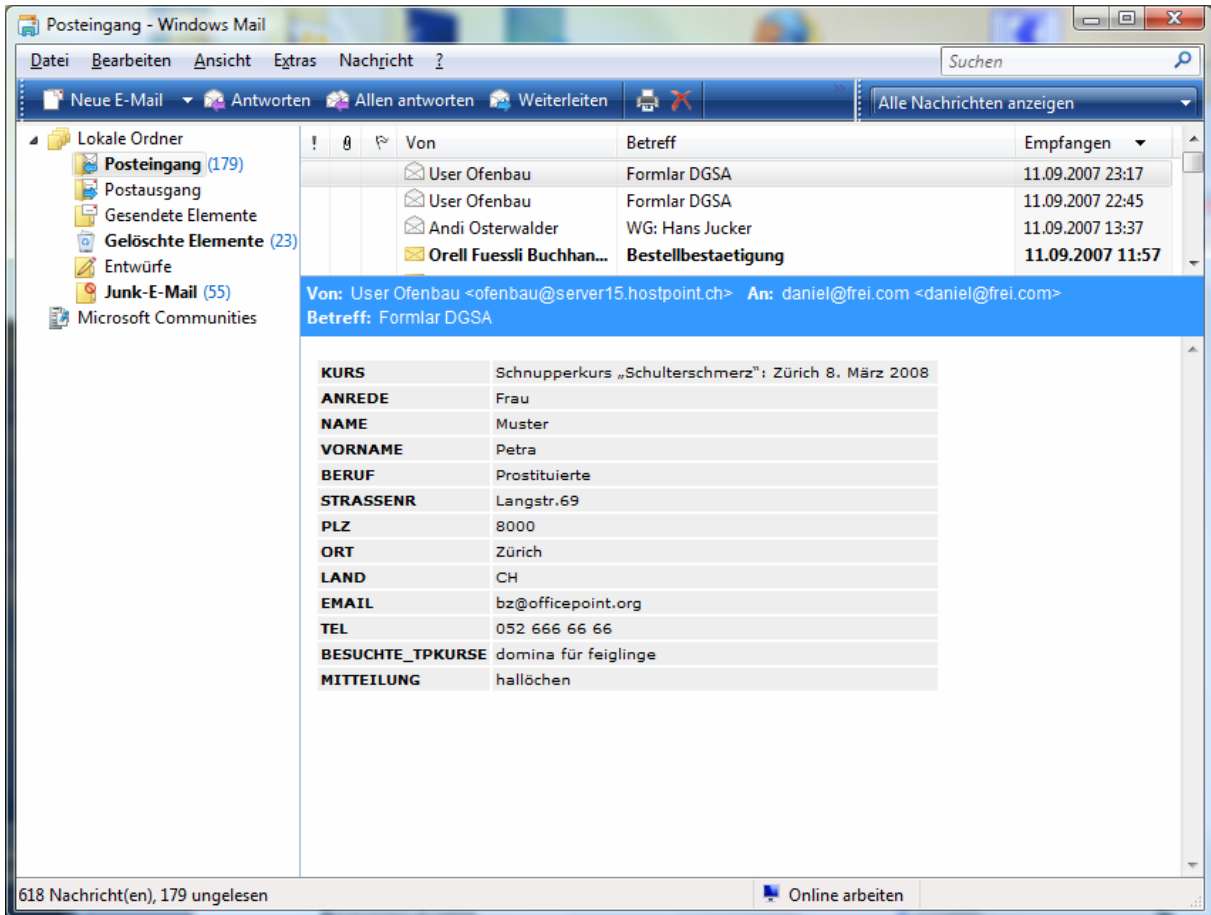 Posteingang - Windows Mail
Datei Bearbeiten Ansicht Extras Nachricht ?
Suchen
Neue E-Mail Antworten Allen antworten Weiterleiten
Alle Nachrichten anzeigen
Lokale Ordner
Posteingang (179)
Postausgang
Gesendete Elemente
Gelöschte Elemente (23)
Entwürfe
Junk-E-Mail (55)
Microsoft Communities
! Von Betreff Empfangen
User Ofenbau Formlar DGSA 11.09.2007 23:17
User Ofenbau Formlar DGSA 11.09.2007 22:45
Andi Osterwalder WG: Hans Jucker 11.09.2007 13:37
Orell Fuessli Buchhan... Bestellbestaetigung 11.09.2007 11:57
Von: User Ofenbau <ofenbau@server15.hostpoint.ch> An: daniel@frei.com <daniel@frei.com>
Betreff: Formlar DGSA
KURS Schnupperkurs „Schulterschmerz": Zürich 8. März 2008
ANREDE Frau
NAME Muster
VORNAME Petra
BERUF Prostituierte
STRASSENR Langstr.69
PLZ 8000
ORT Zürich
LAND CH
EMAIL bz@officepoint.org
TEL 052 666 66 66
BESUCHTE_TPKURSE domina für feiglinge
MITTEILUNG hallöchen
618 Nachricht(en), 179 ungelesen
Online arbeiten